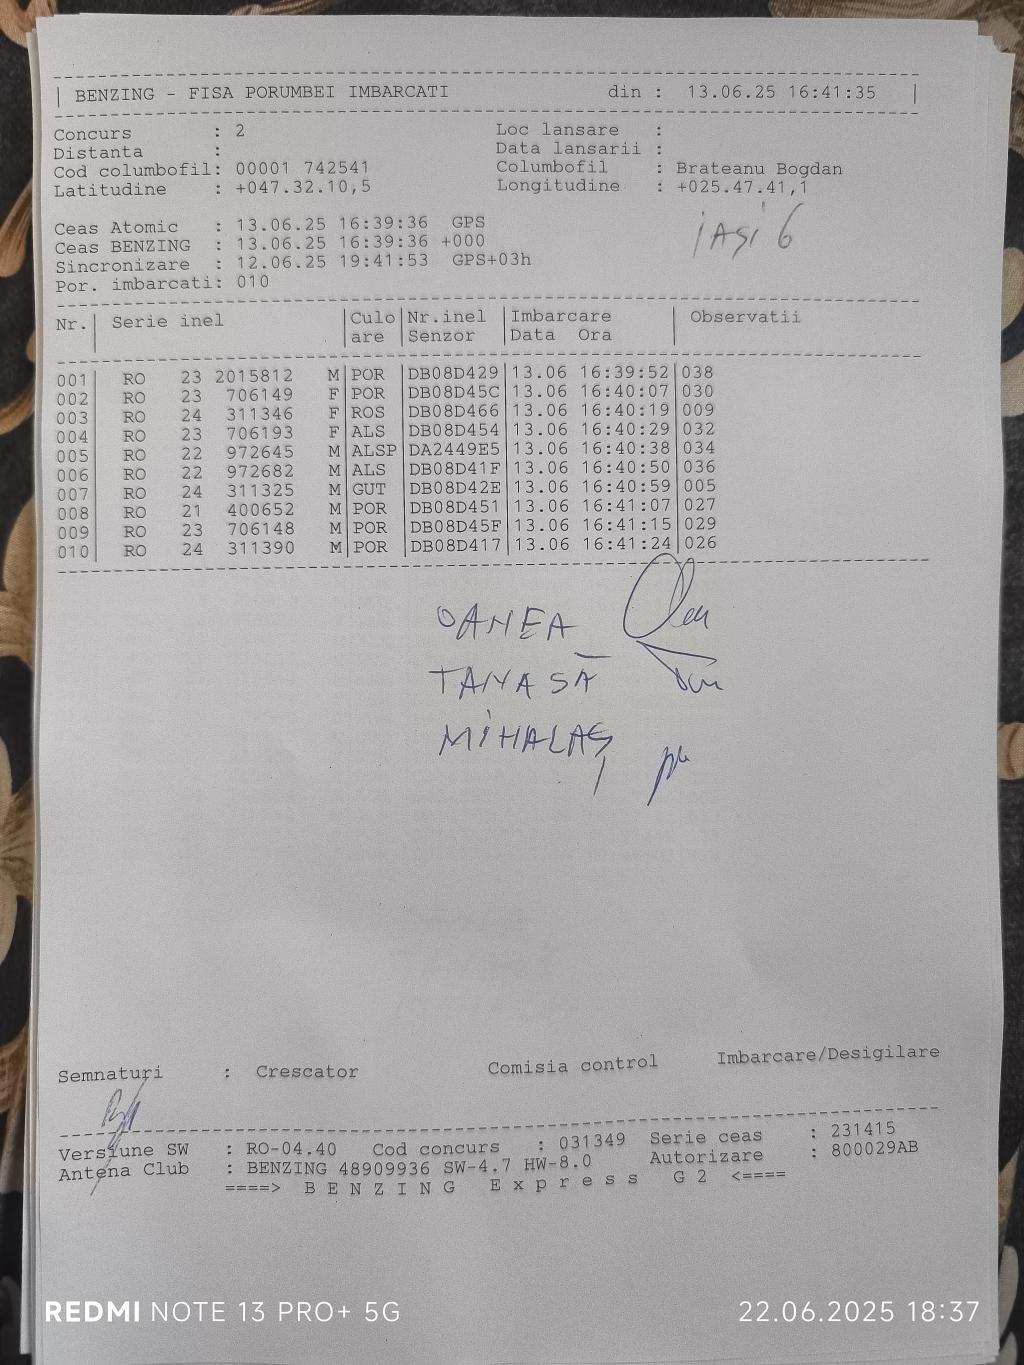 BENZING - FISA PORUMBEI IMBARCATI din : 13.06.25 16:41:35
Concurs : 2 Loc lansare :
Distanta : Data lansarii :
Cod columbofil: 00001 742541 Columbofil : Brateanu Bogdan
Latitudine : +047.32.10,5 Longitudine : +025.47.41,1
Ceas Atomic : 13.06.25 16:39:36 GPS
Ceas BENZING : 13.06.25 16:39:36 +000
Sincronizare : 12.06.25 19:41:53 GPS+03h
Por. imbarcati: 010
iAși 6
Nr.| Serie inel |Culo|Nr.inel |Imbarcare | Observatii
| |are |Senzor |Data Ora |
001| RO 23 2015812 M|POR |DB08D429|13.06 16:39:52|038
002| RO 23 706149 F|POR |DB08D45C|13.06 16:40:07|030
003| RO 24 311346 F|ROS |DB08D466|13.06 16:40:19|009
004| RO 23 706193 F|ALS |DB08D454|13.06 16:40:29|032
005| RO 22 972645 M|ALSP|DA2449E5|13.06 16:40:38|034
006| RO 22 972682 M|ALS |DB08D41F|13.06 16:40:50|036
007| RO 24 311325 M|GUT |DB08D42E|13.06 16:40:59|005
008| RO 21 400652 M|POR |DB08D451|13.06 16:41:07|027
009| RO 23 706148 M|POR |DB08D45F|13.06 16:41:15|029
010| RO 24 311390 M|POR |DB08D417|13.06 16:41:24|026
OANEA
TANASĂ
MIHALAȘ
Semnaturi : Crescator Comisia control Imbarcare/Desigilare
Versiune SW : RO-04.40 Cod concurs : 031349 Serie ceas : 231415
Antena Club : BENZING 48909936 SW-4.7 HW-8.0 Autorizare : 800029AB
====> B E N Z I N G E x p r e s s G 2 <====
REDMI NOTE 13 PRO+ 5G 22.06.2025 18:37